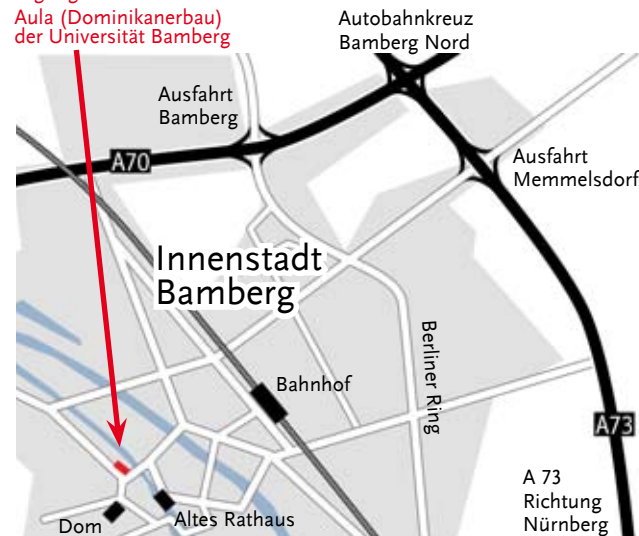 Aula (Dominikanerbau)
der Universität Bamberg
Autobahnkreuz
Bamberg Nord
Ausfahrt
Bamberg
A70
Ausfahrt
Memmelsdorf
Innenstadt
Bamberg
Berliner Ring
Bahnhof
A73
A 73
Richtung
Nürnberg
Dom
Altes Rathaus